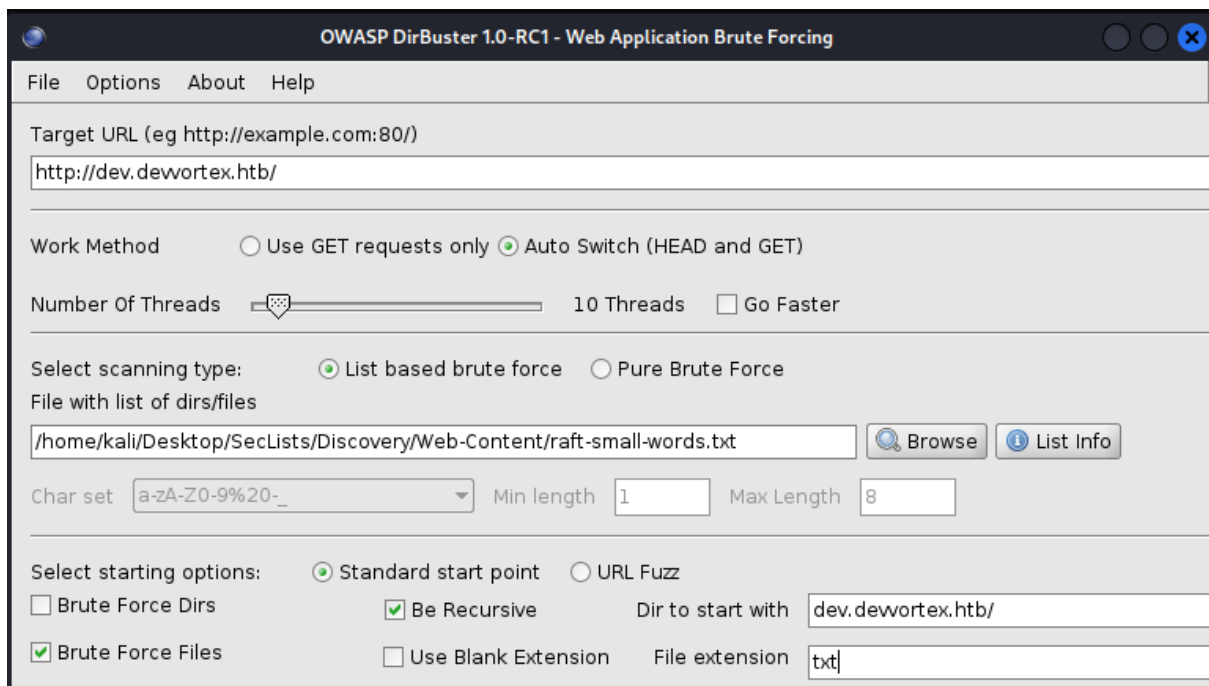 OWASP DirBuster 1.0-RC1 - Web Application Brute Forcing
File Options About Help
Target URL (eg http://example.com:80/)
http://dev.devvortex.htb/
Work Method Use GET requests only Auto Switch (HEAD and GET)
Number Of Threads 10 Threads Go Faster
Select scanning type: List based brute force Pure Brute Force
File with list of dirs/files
/home/kali/Desktop/SecLists/Discovery/Web-Content/raft-small-words.txt Browse List Info
Char set a-zA-Z0-9%20-_ Min length 1 Max Length 8
Select starting options: Standard start point URL Fuzz
Brute Force Dirs Be Recursive Dir to start with dev.devvortex.htb/
Brute Force Files Use Blank Extension File extension txt